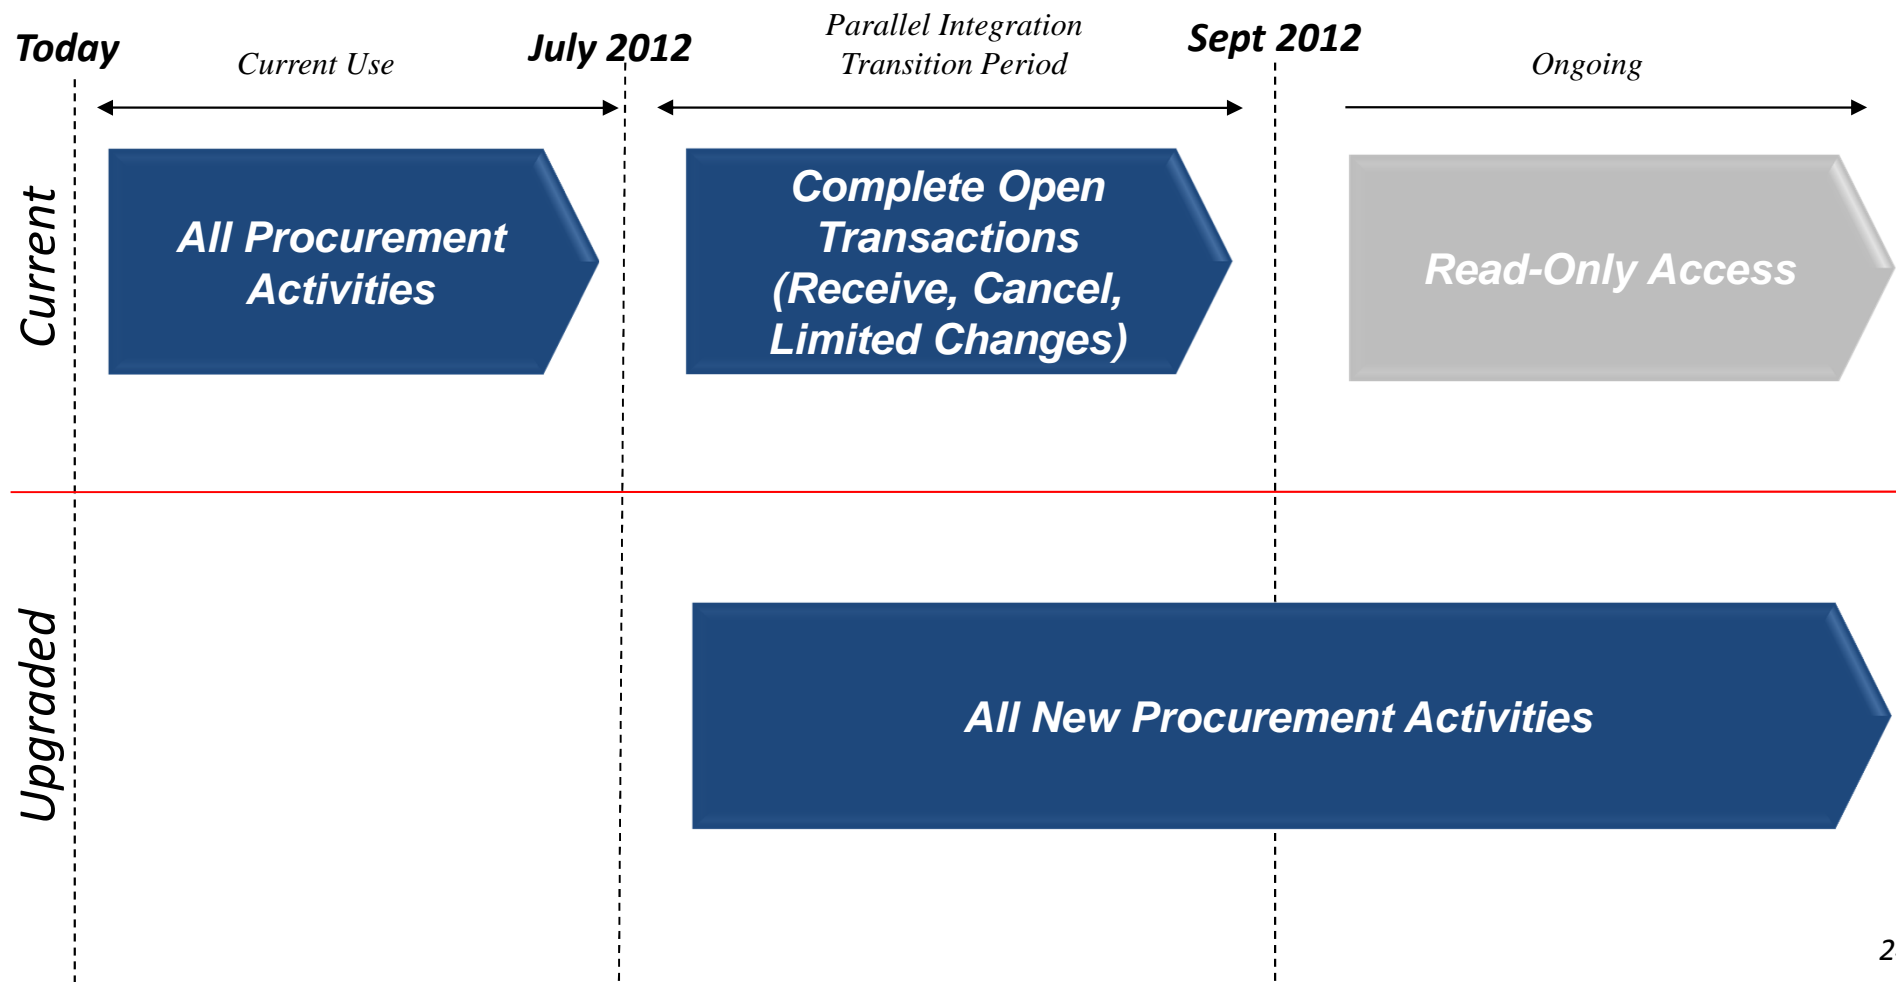 Today
Current Use
July 2012
Parallel Integration
Transition Period
Sept 2012
Ongoing
Current
All Procurement
Activities
Complete Open
Transactions
(Receive, Cancel,
Limited Changes)
Read-Only Access
Upgraded
All New Procurement Activities